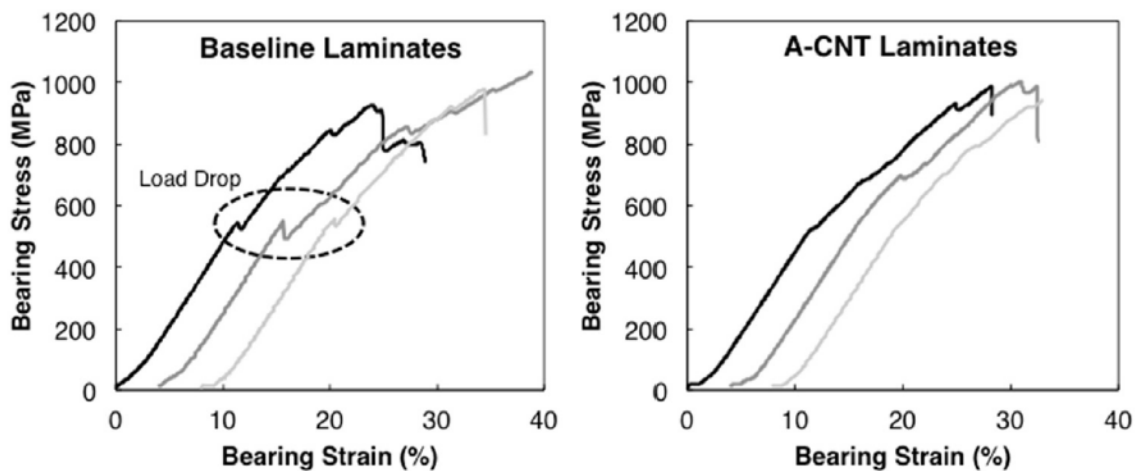 Baseline Laminates
Load Drop
Bearing Stress (MPa)
1200
1000
800
600
400
200
0
0 10 20 30 40
Bearing Strain (%)
A-CNT Laminates
Bearing Stress (MPa)
1200
1000
800
600
400
200
0
0 10 20 30 40
Bearing Strain (%)